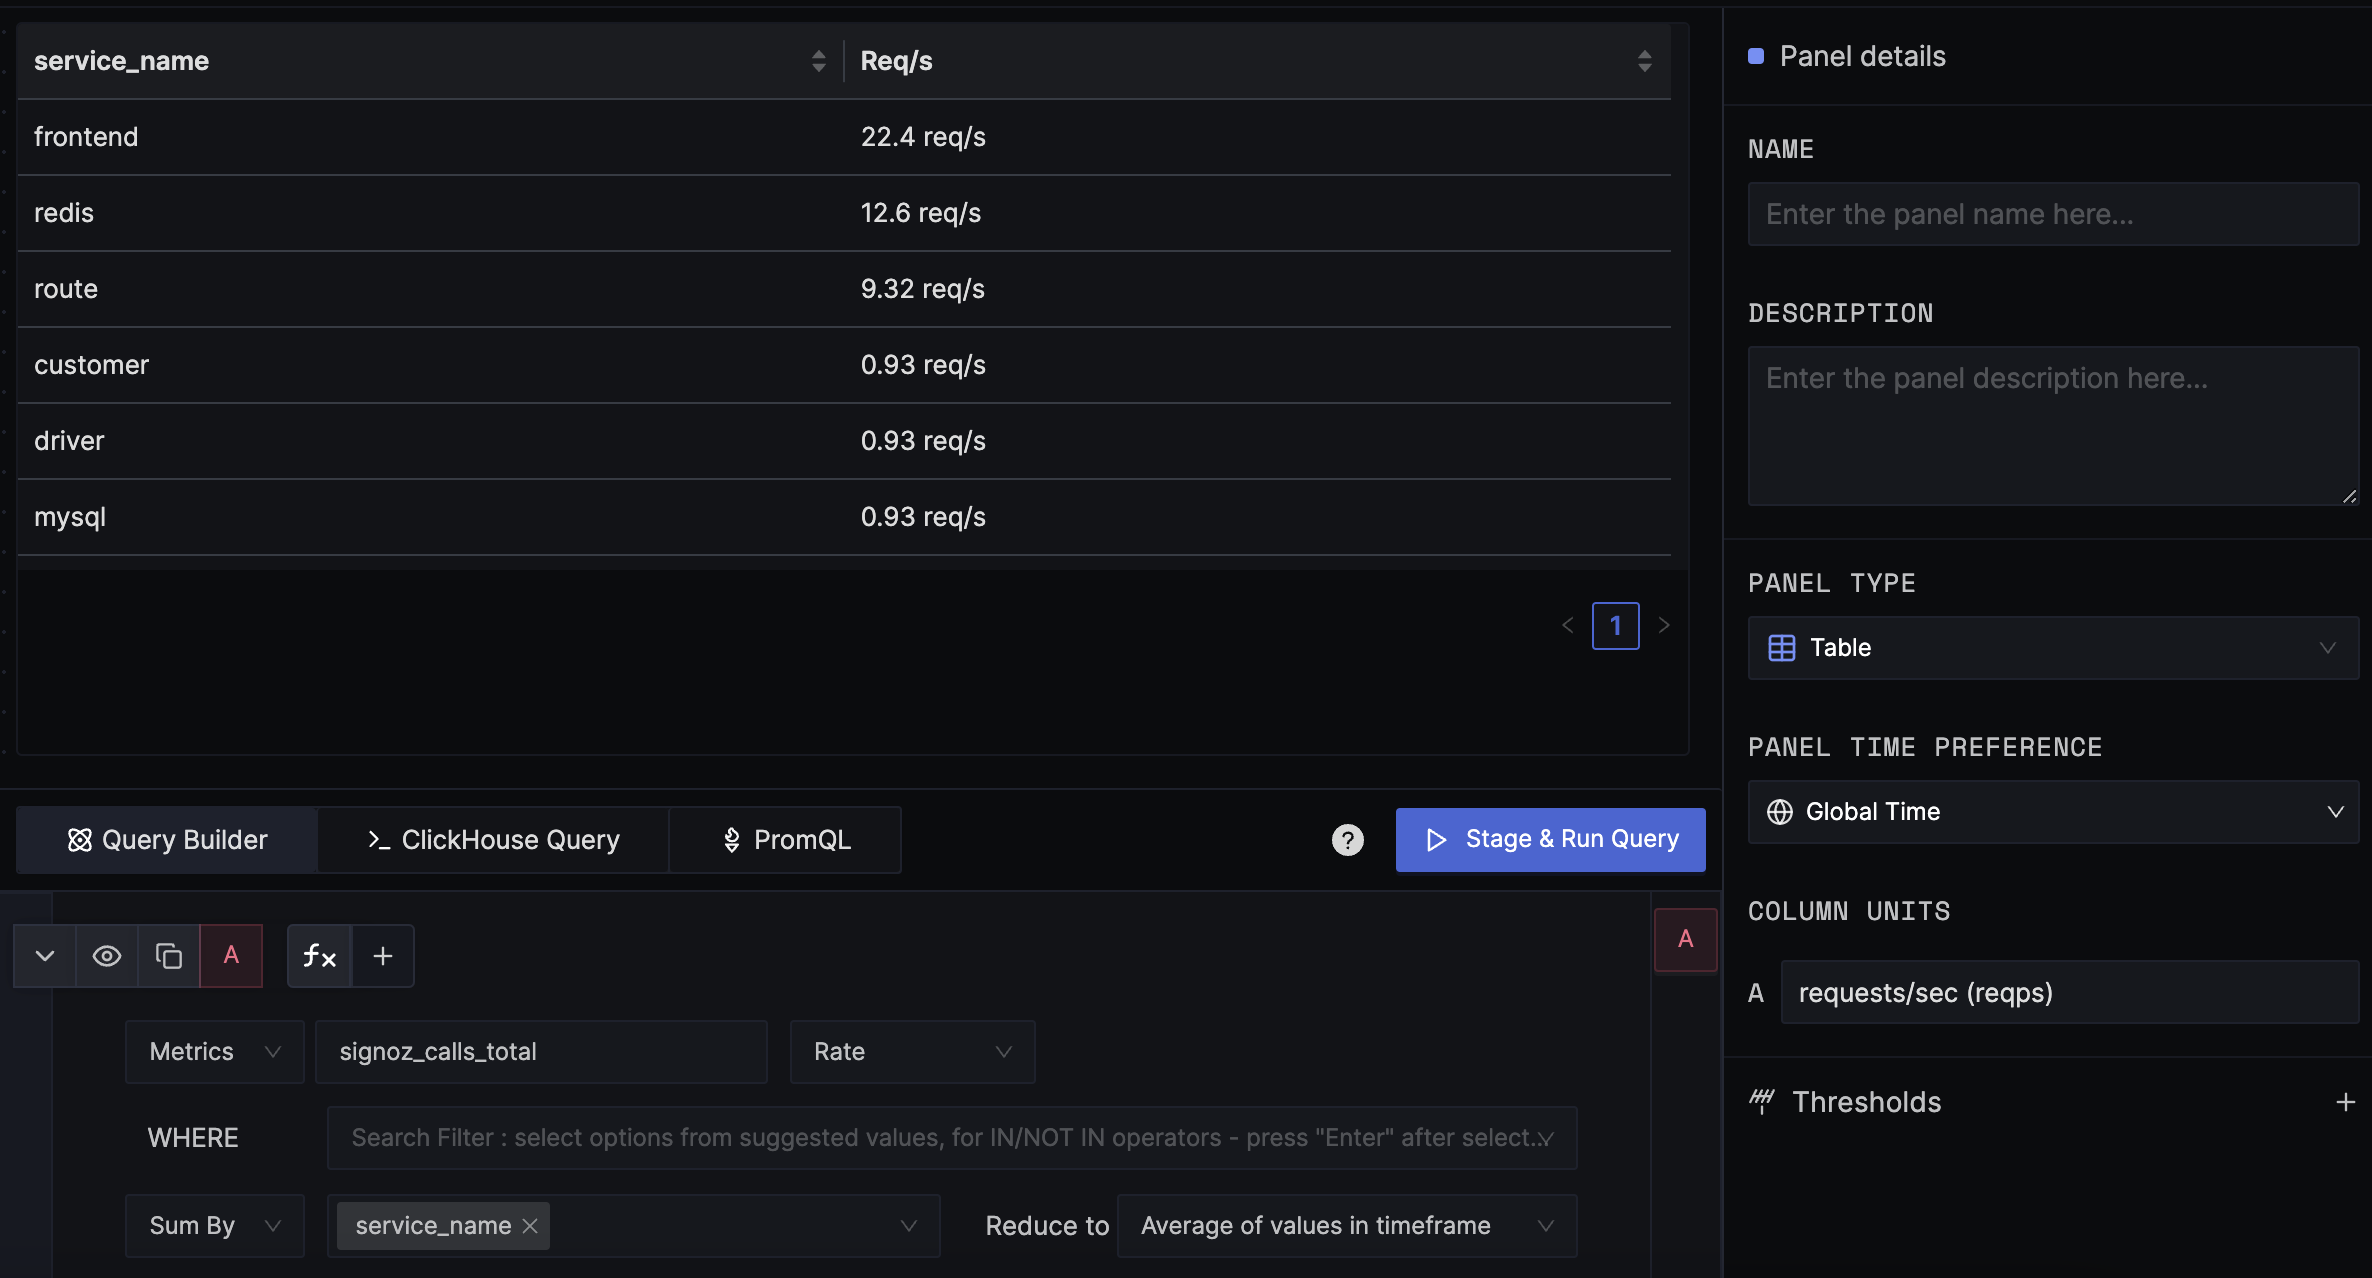 service_name Req/s
frontend 22.4 req/s
redis 12.6 req/s
route 9.32 req/s
customer 0.93 req/s
driver 0.93 req/s
mysql 0.93 req/s
1
Query Builder ClickHouse Query PromQL ? Stage & Run Query
A fx + A
Metrics signoz_calls_total Rate
WHERE Search Filter : select options from suggested values, for IN/NOT IN operators - press "Enter" after select...
Sum By service_name Reduce to Average of values in timeframe
Panel details
NAME
Enter the panel name here...
DESCRIPTION
Enter the panel description here...
PANEL TYPE
Table
PANEL TIME PREFERENCE
Global Time
COLUMN UNITS
A requests/sec (reqps)
Thresholds +